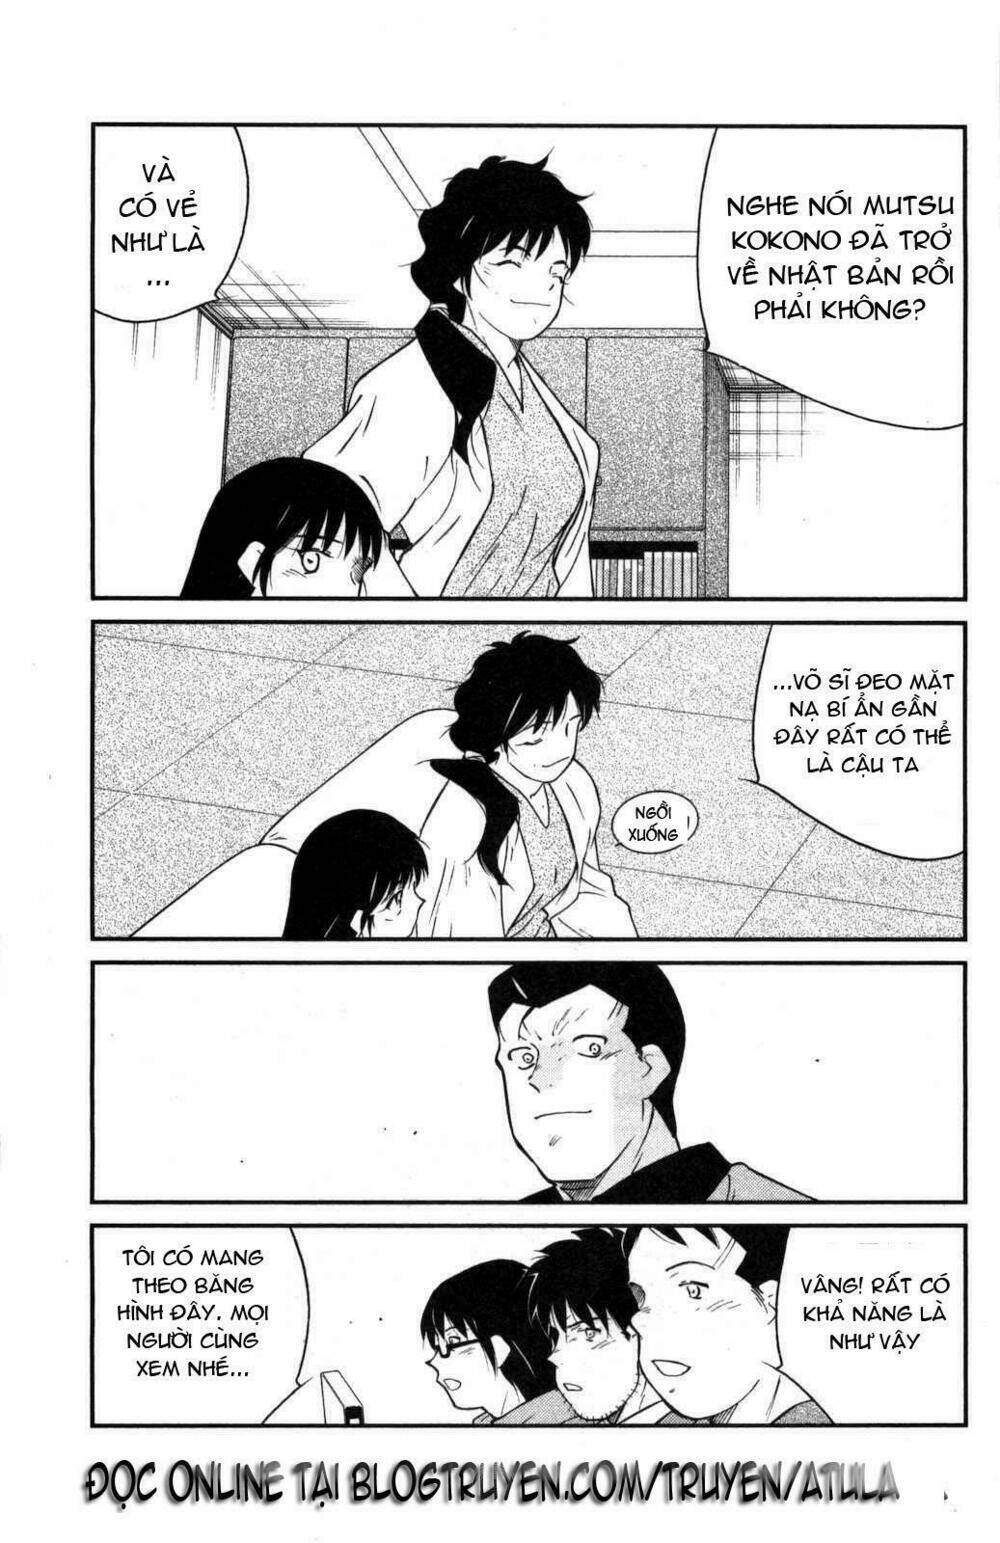 NGHE NÓI MUTSU
KOKONO ĐÃ TRỞ
VỀ NHẬT BẢN RỒI
PHẢI KHÔNG?
VÀ
CÓ VẺ
NHƯ LÀ
...
...VÕ SĨ ĐEO MẶT
NẠ BÍ ẨN GẦN
ĐÂY RẤT CÓ THỂ
LÀ CẬU TA
NGỒI
XUỐNG
VÂNG! RẤT CÓ
KHẢ NĂNG LÀ
NHƯ VẬY
TÔI CÓ MANG
THEO BĂNG
HÌNH ĐÂY, MỌI
NGƯỜI CÙNG
XEM NHÉ...
ĐỌC ONLINE TẠI BLOGTRUYEN.COM/TRUYEN/ATULA